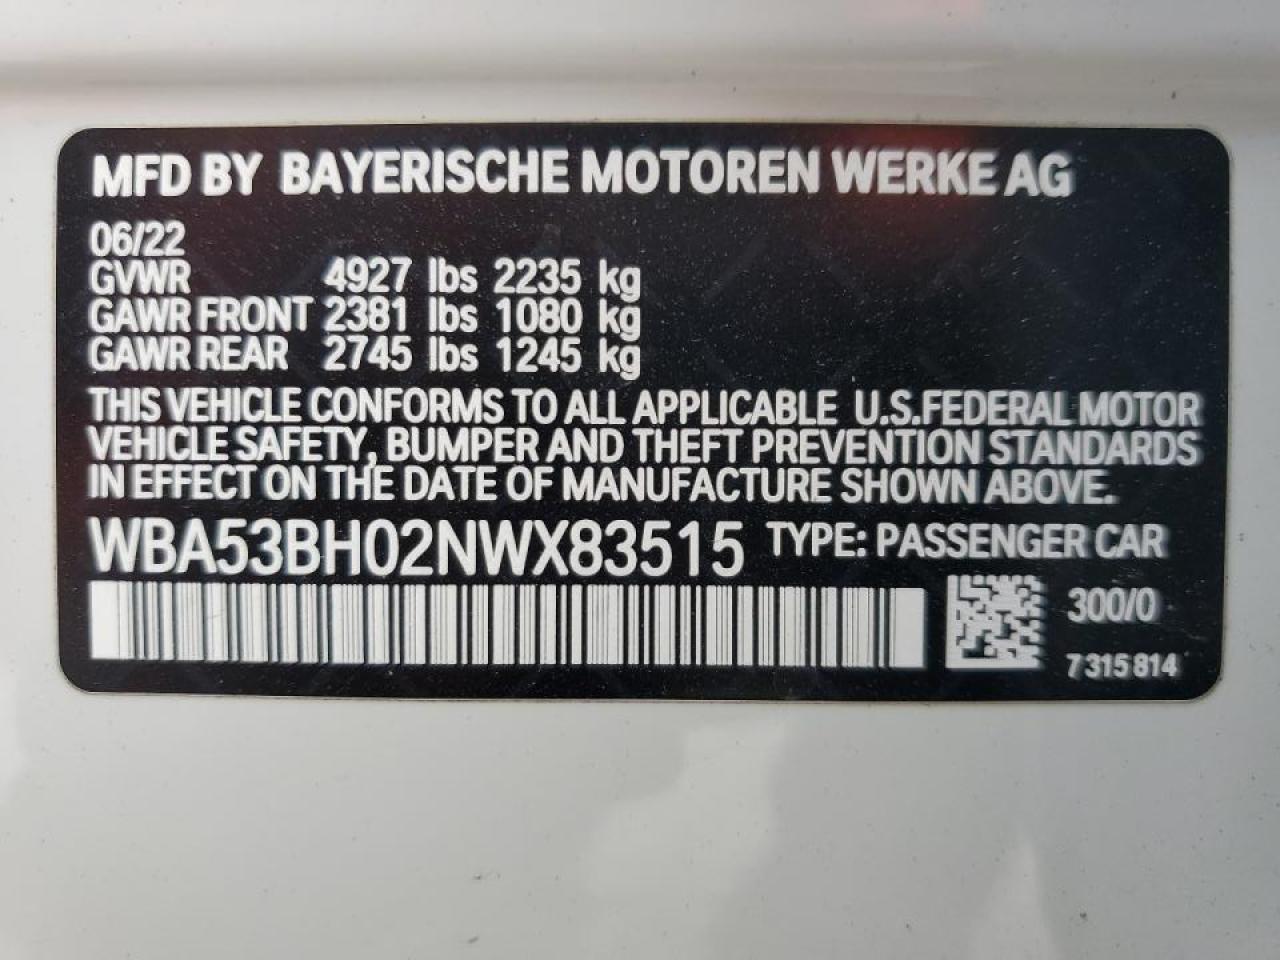 MFD BY BAYERISCHE MOTOREN WERKE AG
06/22
GVWR 4927 lbs 2235 kg
GAWR FRONT 2381 lbs 1080 kg
GAWR REAR 2745 lbs 1245 kg
THIS VEHICLE CONFORMS TO ALL APPLICABLE U.S.FEDERAL MOTOR
VEHICLE SAFETY, BUMPER AND THEFT PREVENTION STANDARDS
IN EFFECT ON THE DATE OF MANUFACTURE SHOWN ABOVE.
WBA53BH02NWX83515 TYPE: PASSENGER CAR
300/0
7 315 814